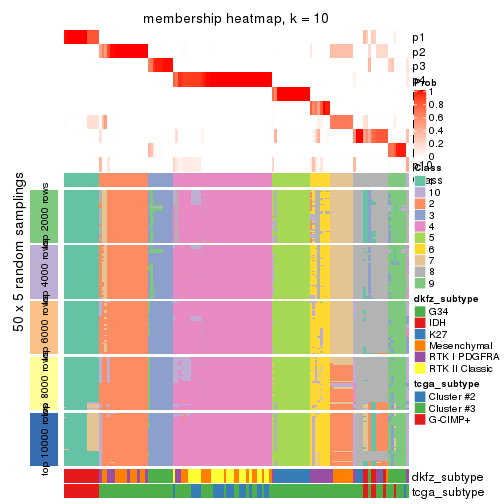 membership heatmap, k = 10
p1
p2
p3
p4
Prob
1
0.8
0.6
0.4
0.2
0
p10
Class
Class
1
10
2
3
4
5
6
7
8
9
50 x 5 random samplings
top 2000 rows
top 4000 rows
top 6000 rows
top 8000 rows
top 10000 rows
dkfz_subtype
G34
IDH
K27
Mesenchymal
RTK I PDGFRA
RTK II Classic
tcga_subtype
Cluster #2
Cluster #3
G-CIMP+
dkfz_subtype
tcga_subtype